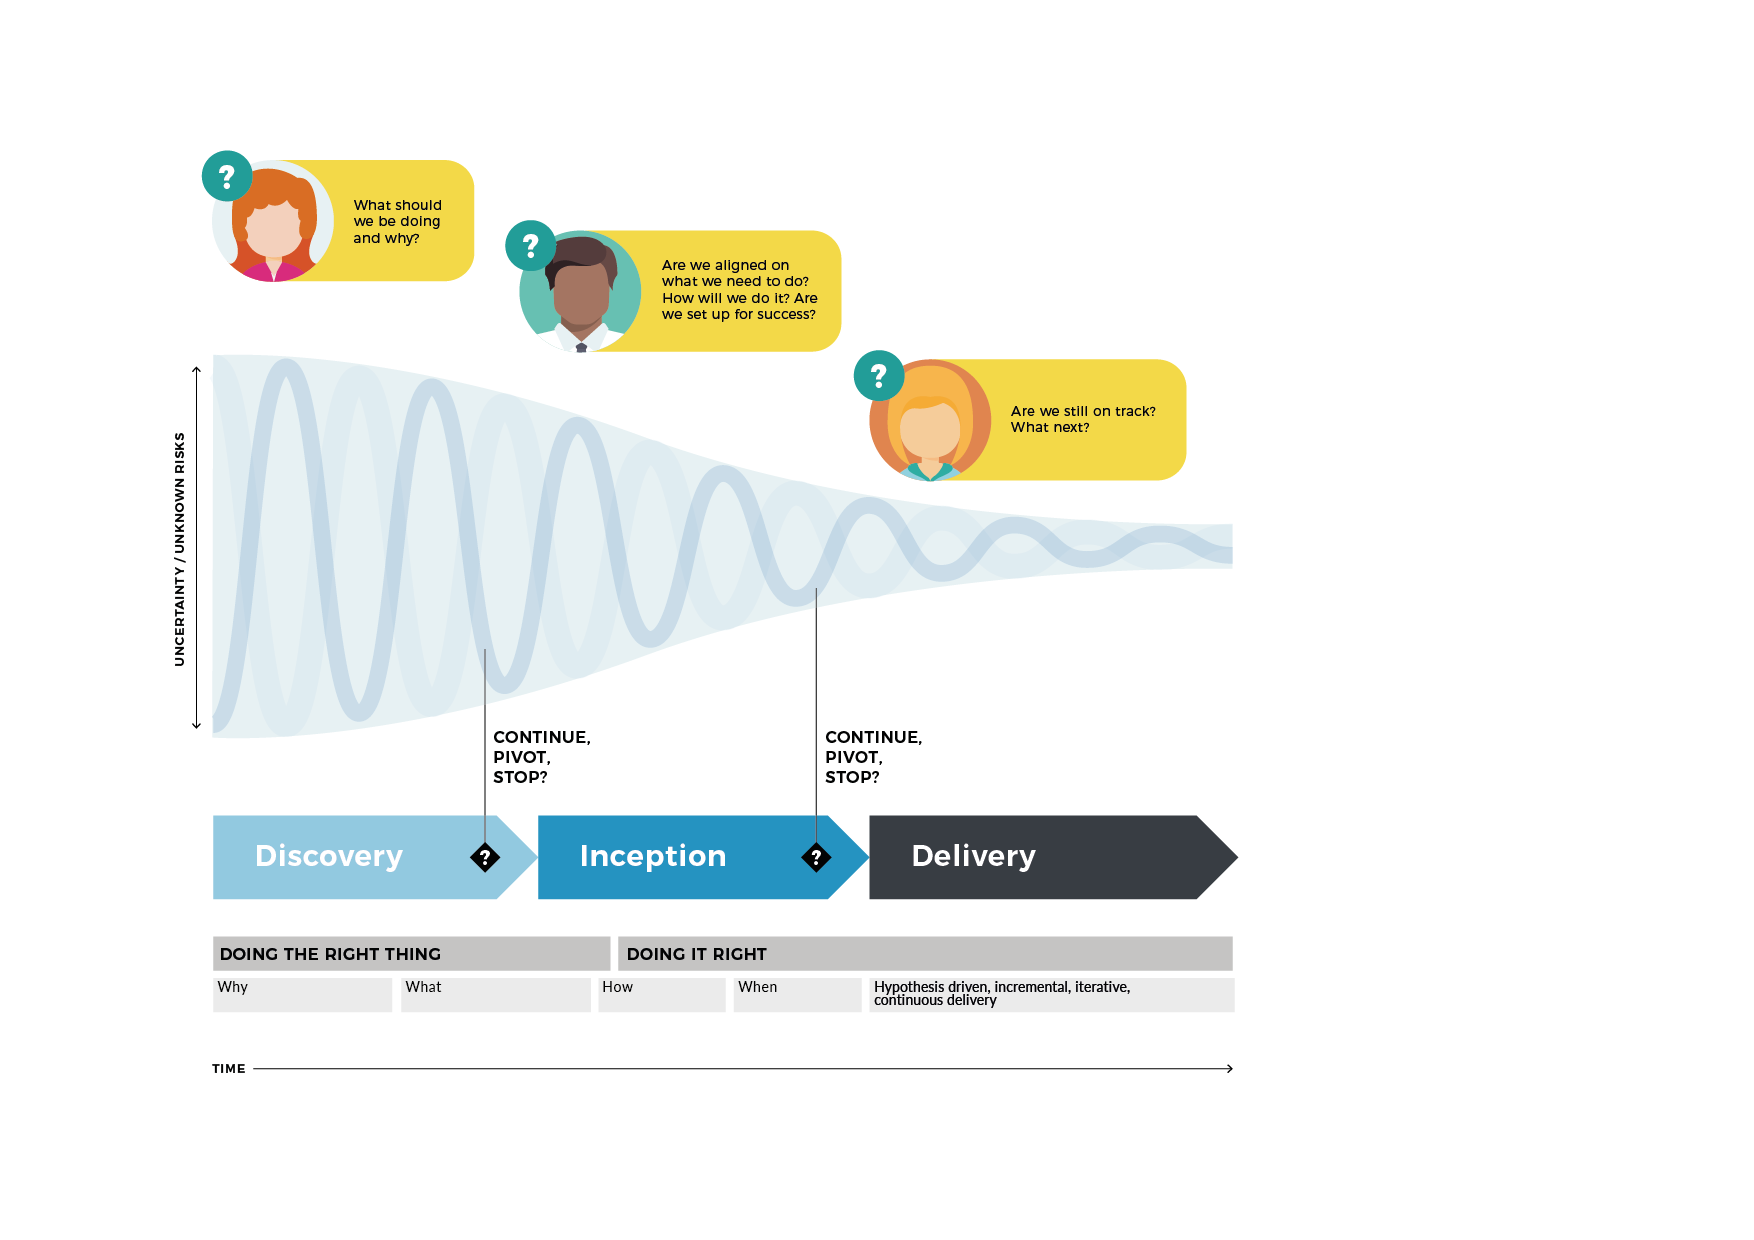 ?
What should
we be doing
and why?
?
Are we aligned on
what we need to do?
How will we do it? Are
we set up for success?
?
Are we still on track?
What next?
UNCERTAINTY / UNKNOWN RISKS
CONTINUE,
PIVOT,
STOP?
CONTINUE,
PIVOT,
STOP?
Discovery
?
Inception
?
Delivery
DOING THE RIGHT THING
DOING IT RIGHT
Why
What
How
When
Hypothesis driven, incremental, iterative,
continuous delivery
TIME